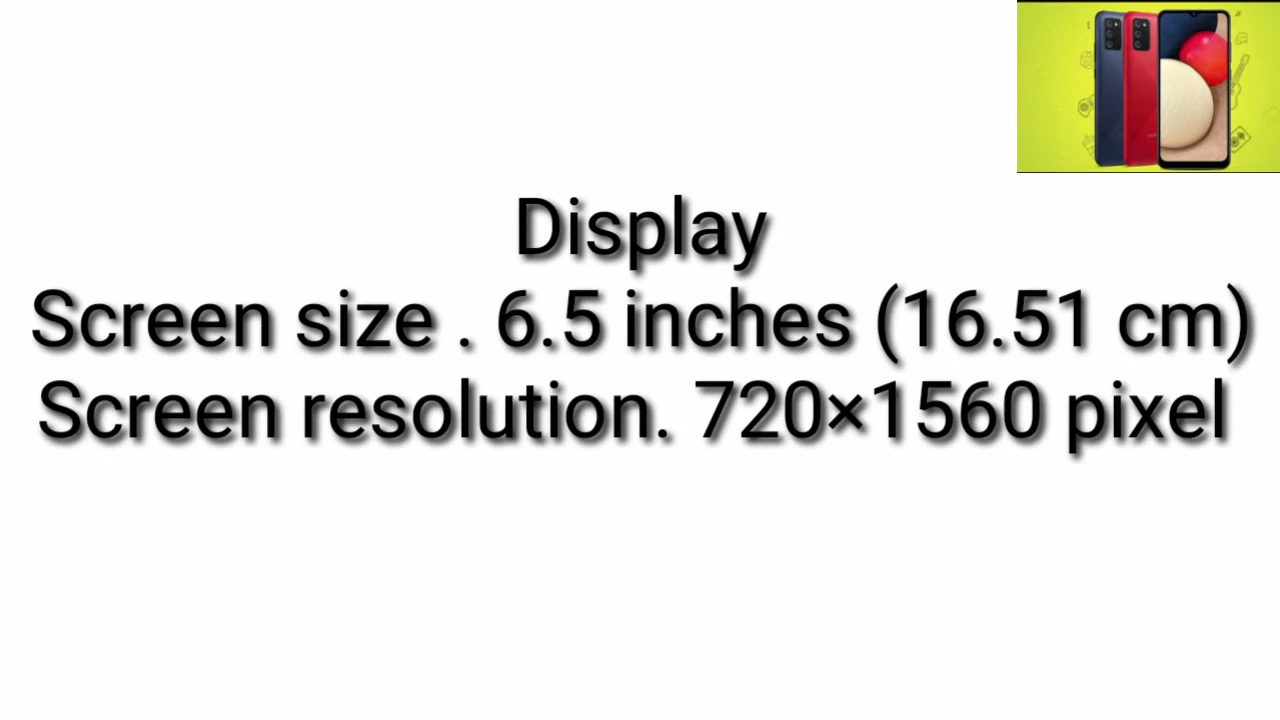 Display
Screen size . 6.5 inches (16.51 cm)
Screen resolution. 720×1560 pixel